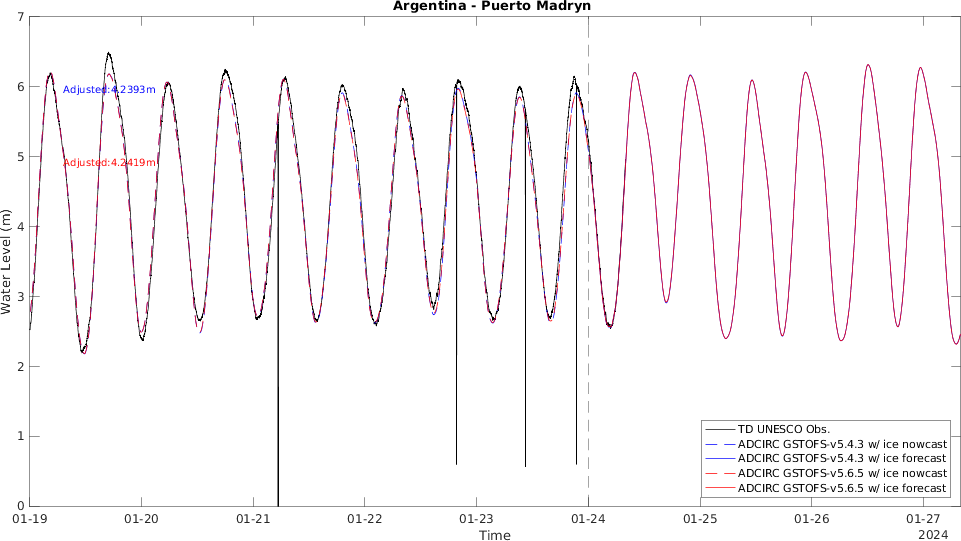 Argentina - Puerto Madryn
7
6
5
4
3
2
1
0
Water Level (m)
Adjusted:4.2393m
Adjusted:4.2419m
TD UNESCO Obs.
ADCIRC GSTOFS-v5.4.3 w/ ice nowcast
ADCIRC GSTOFS-v5.4.3 w/ ice forecast
ADCIRC GSTOFS-v5.6.5 w/ ice nowcast
ADCIRC GSTOFS-v5.6.5 w/ ice forecast
01-19 01-20 01-21 01-22 01-23 01-24 01-25 01-26 01-27
Time
2024